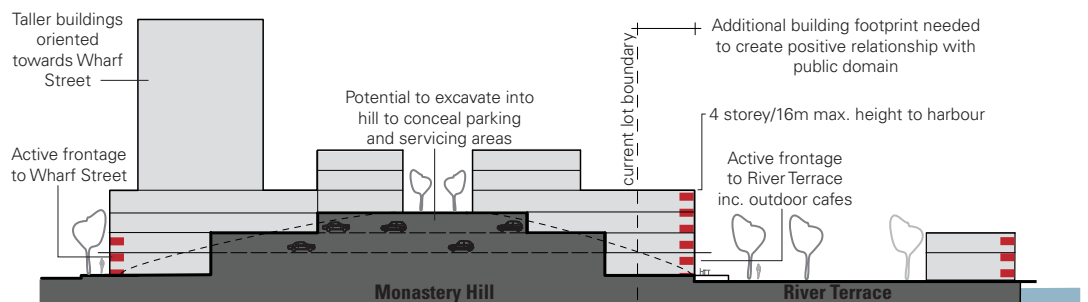 Taller buildings
oriented
towards Wharf
Street
Active frontage
to Wharf Street
Potential to excavate into
hill to conceal parking
and servicing areas
current lot boundary
Additional building footprint needed
to create positive relationship with
public domain
4 storey/16m max. height to harbour
Active frontage
to River Terrace
inc. outdoor cafes
Monastery Hill
River Terrace